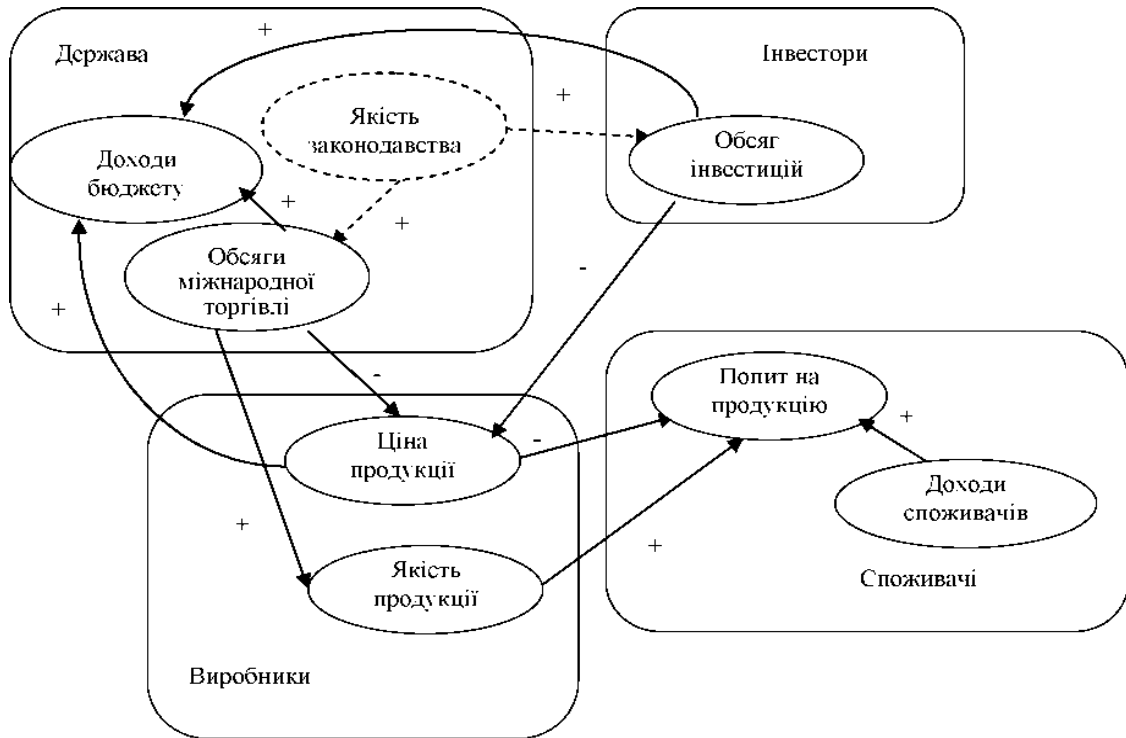 Держава
Інвестори
Якість
законодавства
Обсяг
інвестицій
Доходи
бюджету
Обсяги
міжнародної
торгівлі
Попит на
продукцію
Ціна
продукції
Доходи
споживачів
Якість
продукції
Споживачі
Виробники
+
+
+
+
+
-
-
-
+
+
+